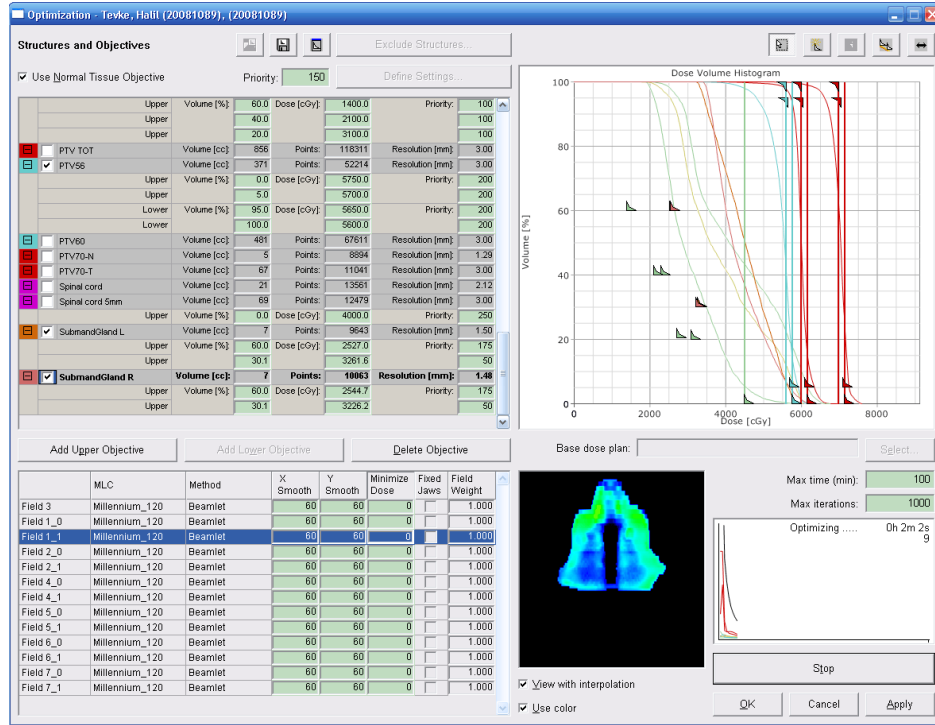 Optimization - Tevke, Halil (20081089), (20081089)
Structures and Objectives
Exclude Structures...
Use Normal Tissue Objective Priority: 150 Define Settings...
Upper Volume [%]: 60.0 Dose [cGy]: 1400.0 Priority: 100
Upper 40.0 2100.0 100
Upper 20.0 3100.0 100
PTV TOT Volume [cc]: 856 Points: 118311 Resolution [mm]: 3.00
PTV56 Volume [cc]: 371 Points: 52214 Resolution [mm]: 3.00
Upper Volume [%]: 0.0 Dose [cGy]: 5750.0 Priority: 200
Upper 5.0 5700.0 200
Lower Volume [%]: 95.0 Dose [cGy]: 5650.0 Priority: 200
Lower 100.0 5600.0 200
PTV60 Volume [cc]: 481 Points: 67611 Resolution [mm]: 3.00
PTV70-N Volume [cc]: 5 Points: 8894 Resolution [mm]: 1.29
PTV70-T Volume [cc]: 67 Points: 11041 Resolution [mm]: 3.00
Spinal cord Volume [cc]: 21 Points: 13561 Resolution [mm]: 2.12
Spinal cord 5mm Volume [cc]: 69 Points: 12479 Resolution [mm]: 3.00
Upper Volume [%]: 0.0 Dose [cGy]: 4000.0 Priority: 250
SubmandGland L Volume [cc]: 7 Points: 9643 Resolution [mm]: 1.50
Upper Volume [%]: 60.0 Dose [cGy]: 2527.0 Priority: 175
Upper 30.1 3261.6 50
SubmandGland R Volume [cc]: 7 Points: 10063 Resolution [mm]: 1.48
Upper Volume [%]: 60.0 Dose [cGy]: 2544.7 Priority: 175
Upper 30.1 3226.2 50
Add Upper Objective Add Lower Objective Delete Objective
Dose Volume Histogram
100
80
60
40
20
0
Volume [%]
0 2000 4000 6000 8000
Dose [cGy]
Base dose plan: Select...
MLC Method X Smooth Y Smooth Minimize Dose Fixed Jaws Field Weight
Field 3 Millennium_120 Beamlet 60 60 0 1.000
Field 1_0 Millennium_120 Beamlet 60 60 0 1.000
Field 1_1 Millennium_120 Beamlet 60 60 0 1.000
Field 2_0 Millennium_120 Beamlet 60 60 0 1.000
Field 2_1 Millennium_120 Beamlet 60 60 0 1.000
Field 4_0 Millennium_120 Beamlet 60 60 0 1.000
Field 4_1 Millennium_120 Beamlet 60 60 0 1.000
Field 5_0 Millennium_120 Beamlet 60 60 0 1.000
Field 5_1 Millennium_120 Beamlet 60 60 0 1.000
Field 6_0 Millennium_120 Beamlet 60 60 0 1.000
Field 6_1 Millennium_120 Beamlet 60 60 0 1.000
Field 7_0 Millennium_120 Beamlet 60 60 0 1.000
Field 7_1 Millennium_120 Beamlet 60 60 0 1.000
View with interpolation
Use color
Max time (min): 100
Max iterations: 1000
Optimizing ..... 0h 2m 2s
9
Stop
OK Cancel Apply